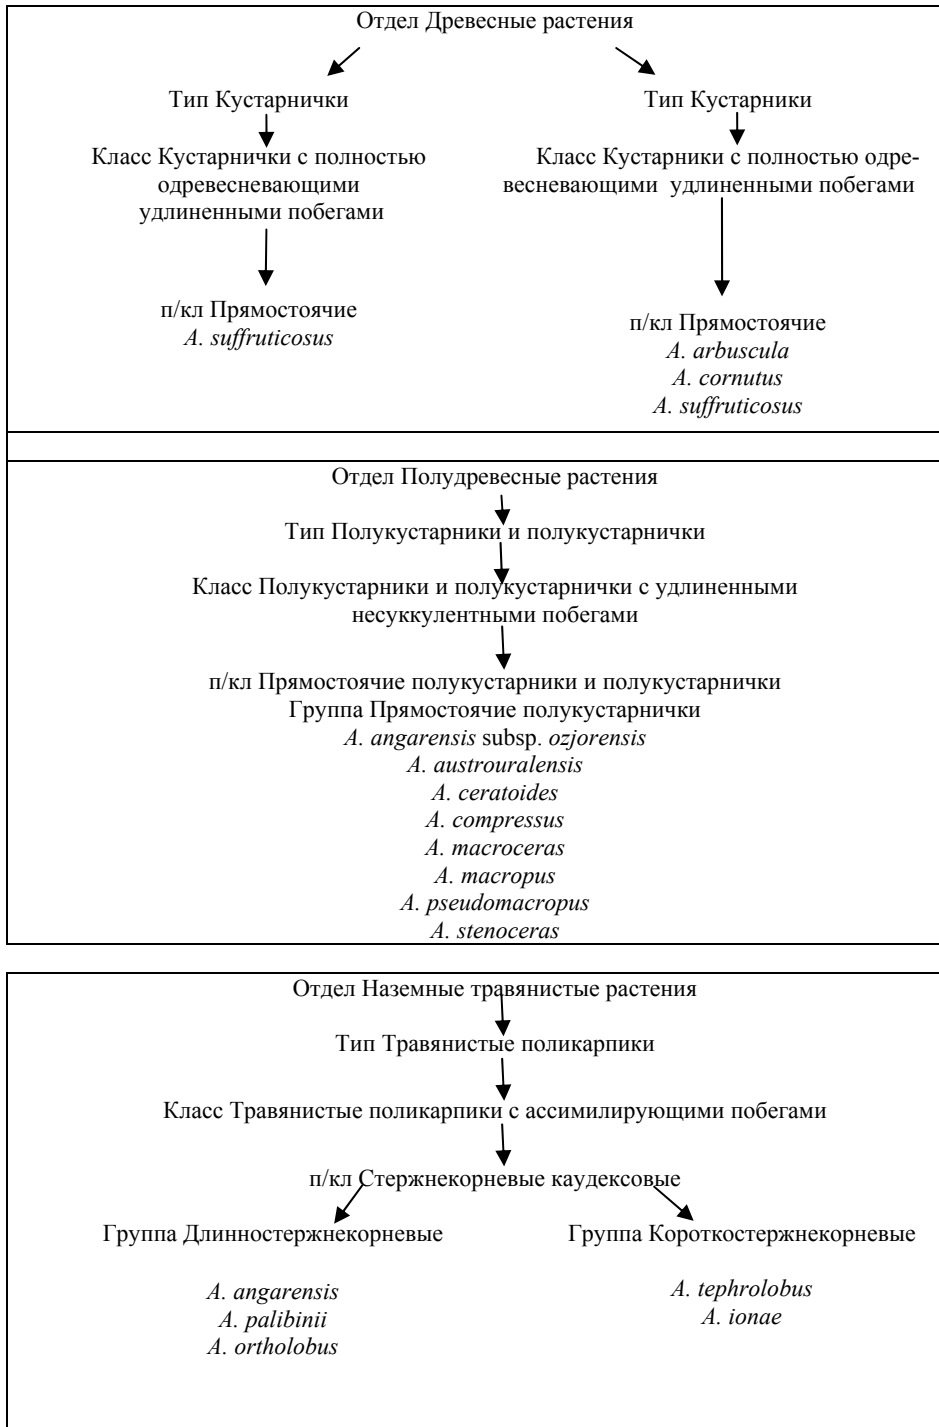 Отдел Древесные растения
Тип Кустарнички
Класс Кустарнички с полностью
одревесневающими
удлиненными побегами
п/кл Прямостоячие
A. suffruticosus
Тип Кустарники
Класс Кустарники с полностью одре-
весневающими удлиненными побегами
п/кл Прямостоячие
A. arbuscula
A. cornutus
A. suffruticosus
Отдел Полудревесные растения
Тип Полукустарники и полукустарнички
Класс Полукустарники и полукустарнички с удлиненными
несуккулентными побегами
п/кл Прямостоячие полукустарники и полукустарнички
Группа Прямостоячие полукустарнички
A. angarensis subsp. ozjorensis
A. austrouralensis
A. ceratoides
A. compressus
A. macroceras
A. macropus
A. pseudomacropus
A. stenoceras
Отдел Наземные травянистые растения
Тип Травянистые поликарпики
Класс Травянистые поликарпики с ассимилирующими побегами
п/кл Стержнекорневые каудексовые
Группа Длинностержнекорневые
A. angarensis
A. palibinii
A. ortholobus
Группа Короткостержнекорневые
A. tephrolobus
A. ionae